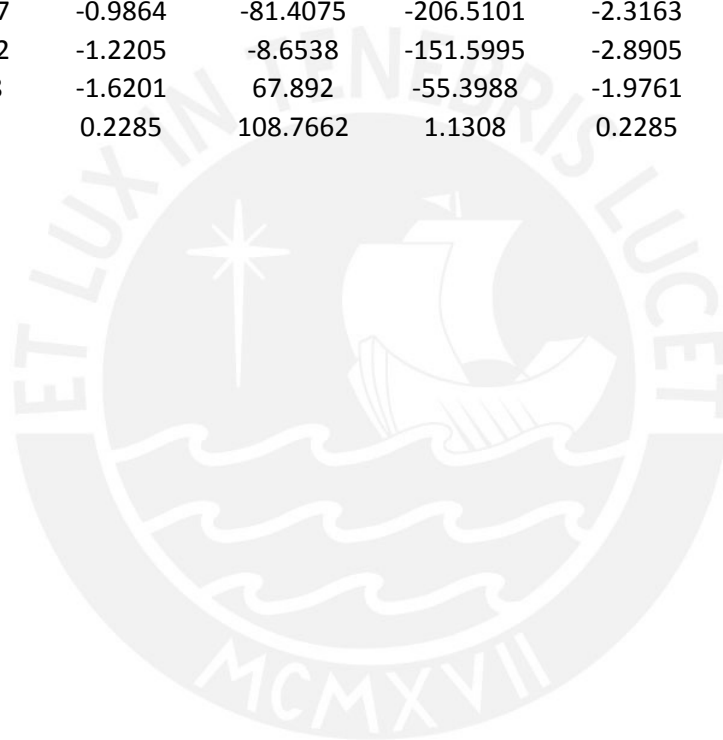 7 -0.9864 -81.4075 -206.5101 -2.3163
2 -1.2205 -8.6538 -151.5995 -2.8905
-1.6201 67.892 -55.3988 -1.9761
0.2285 108.7662 1.1308 0.2285
ET LUX IN TENEBRIS LUCET
MCMXVII